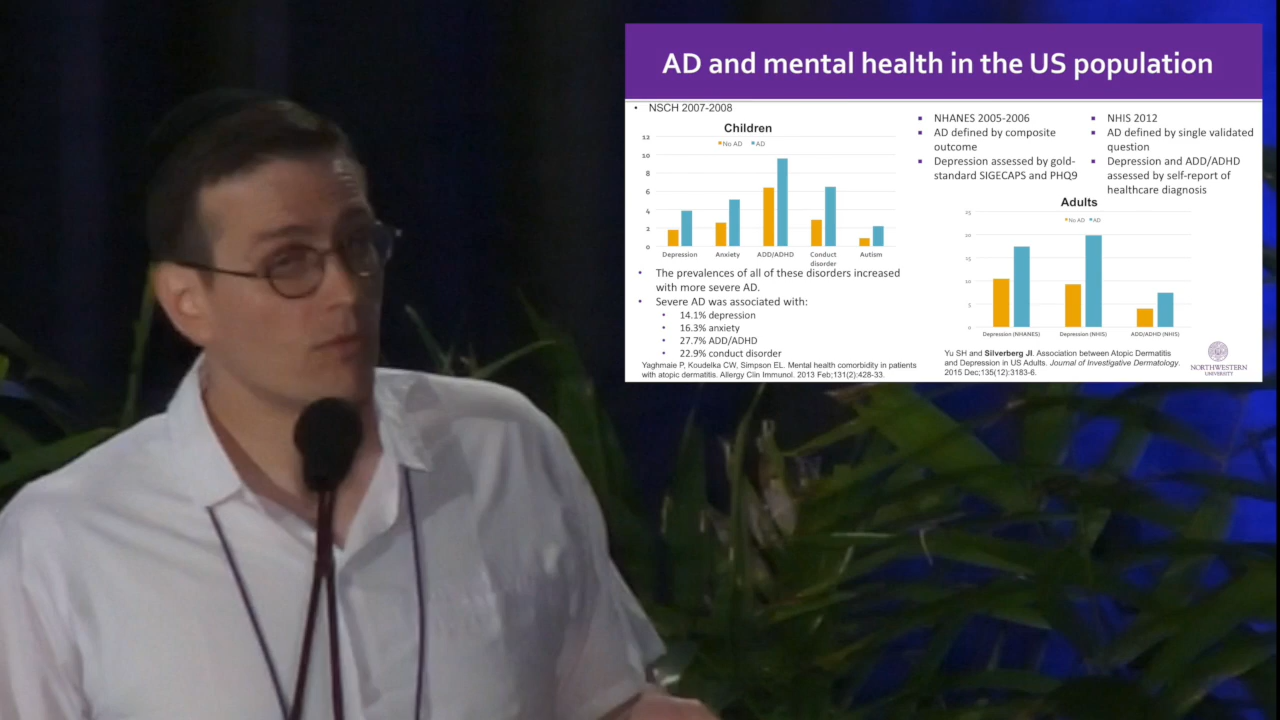 AD and mental health in the US population
• NSCH 2007-2008
Children
No AD AD
12
10
8
6
4
2
0
Depression Anxiety ADD/ADHD Conduct disorder Autism
• The prevalences of all of these disorders increased
with more severe AD.
• Severe AD was associated with:
• 14.1% depression
• 16.3% anxiety
• 27.7% ADD/ADHD
• 22.9% conduct disorder
Yaghmaie P, Koudelka CW, Simpson EL. Mental health comorbidity in patients
with atopic dermatitis. Allergy Clin Immunol. 2013 Feb;131(2):428-33.
▪ NHANES 2005-2006
▪ AD defined by composite
outcome
▪ Depression assessed by gold-
standard SIGECAPS and PHQ9
▪ NHIS 2012
▪ AD defined by single validated
question
▪ Depression and ADD/ADHD
assessed by self-report of
healthcare diagnosis
Adults
No AD AD
25
20
15
10
5
0
Depression (NHANES) Depression (NHIS) ADD/ADHD (NHIS)
Yu SH and Silverberg JI. Association between Atopic Dermatitis
and Depression in US Adults. Journal of Investigative Dermatology.
2015 Dec;135(12):3183-6.
NORTHWESTERN
UNIVERSITY